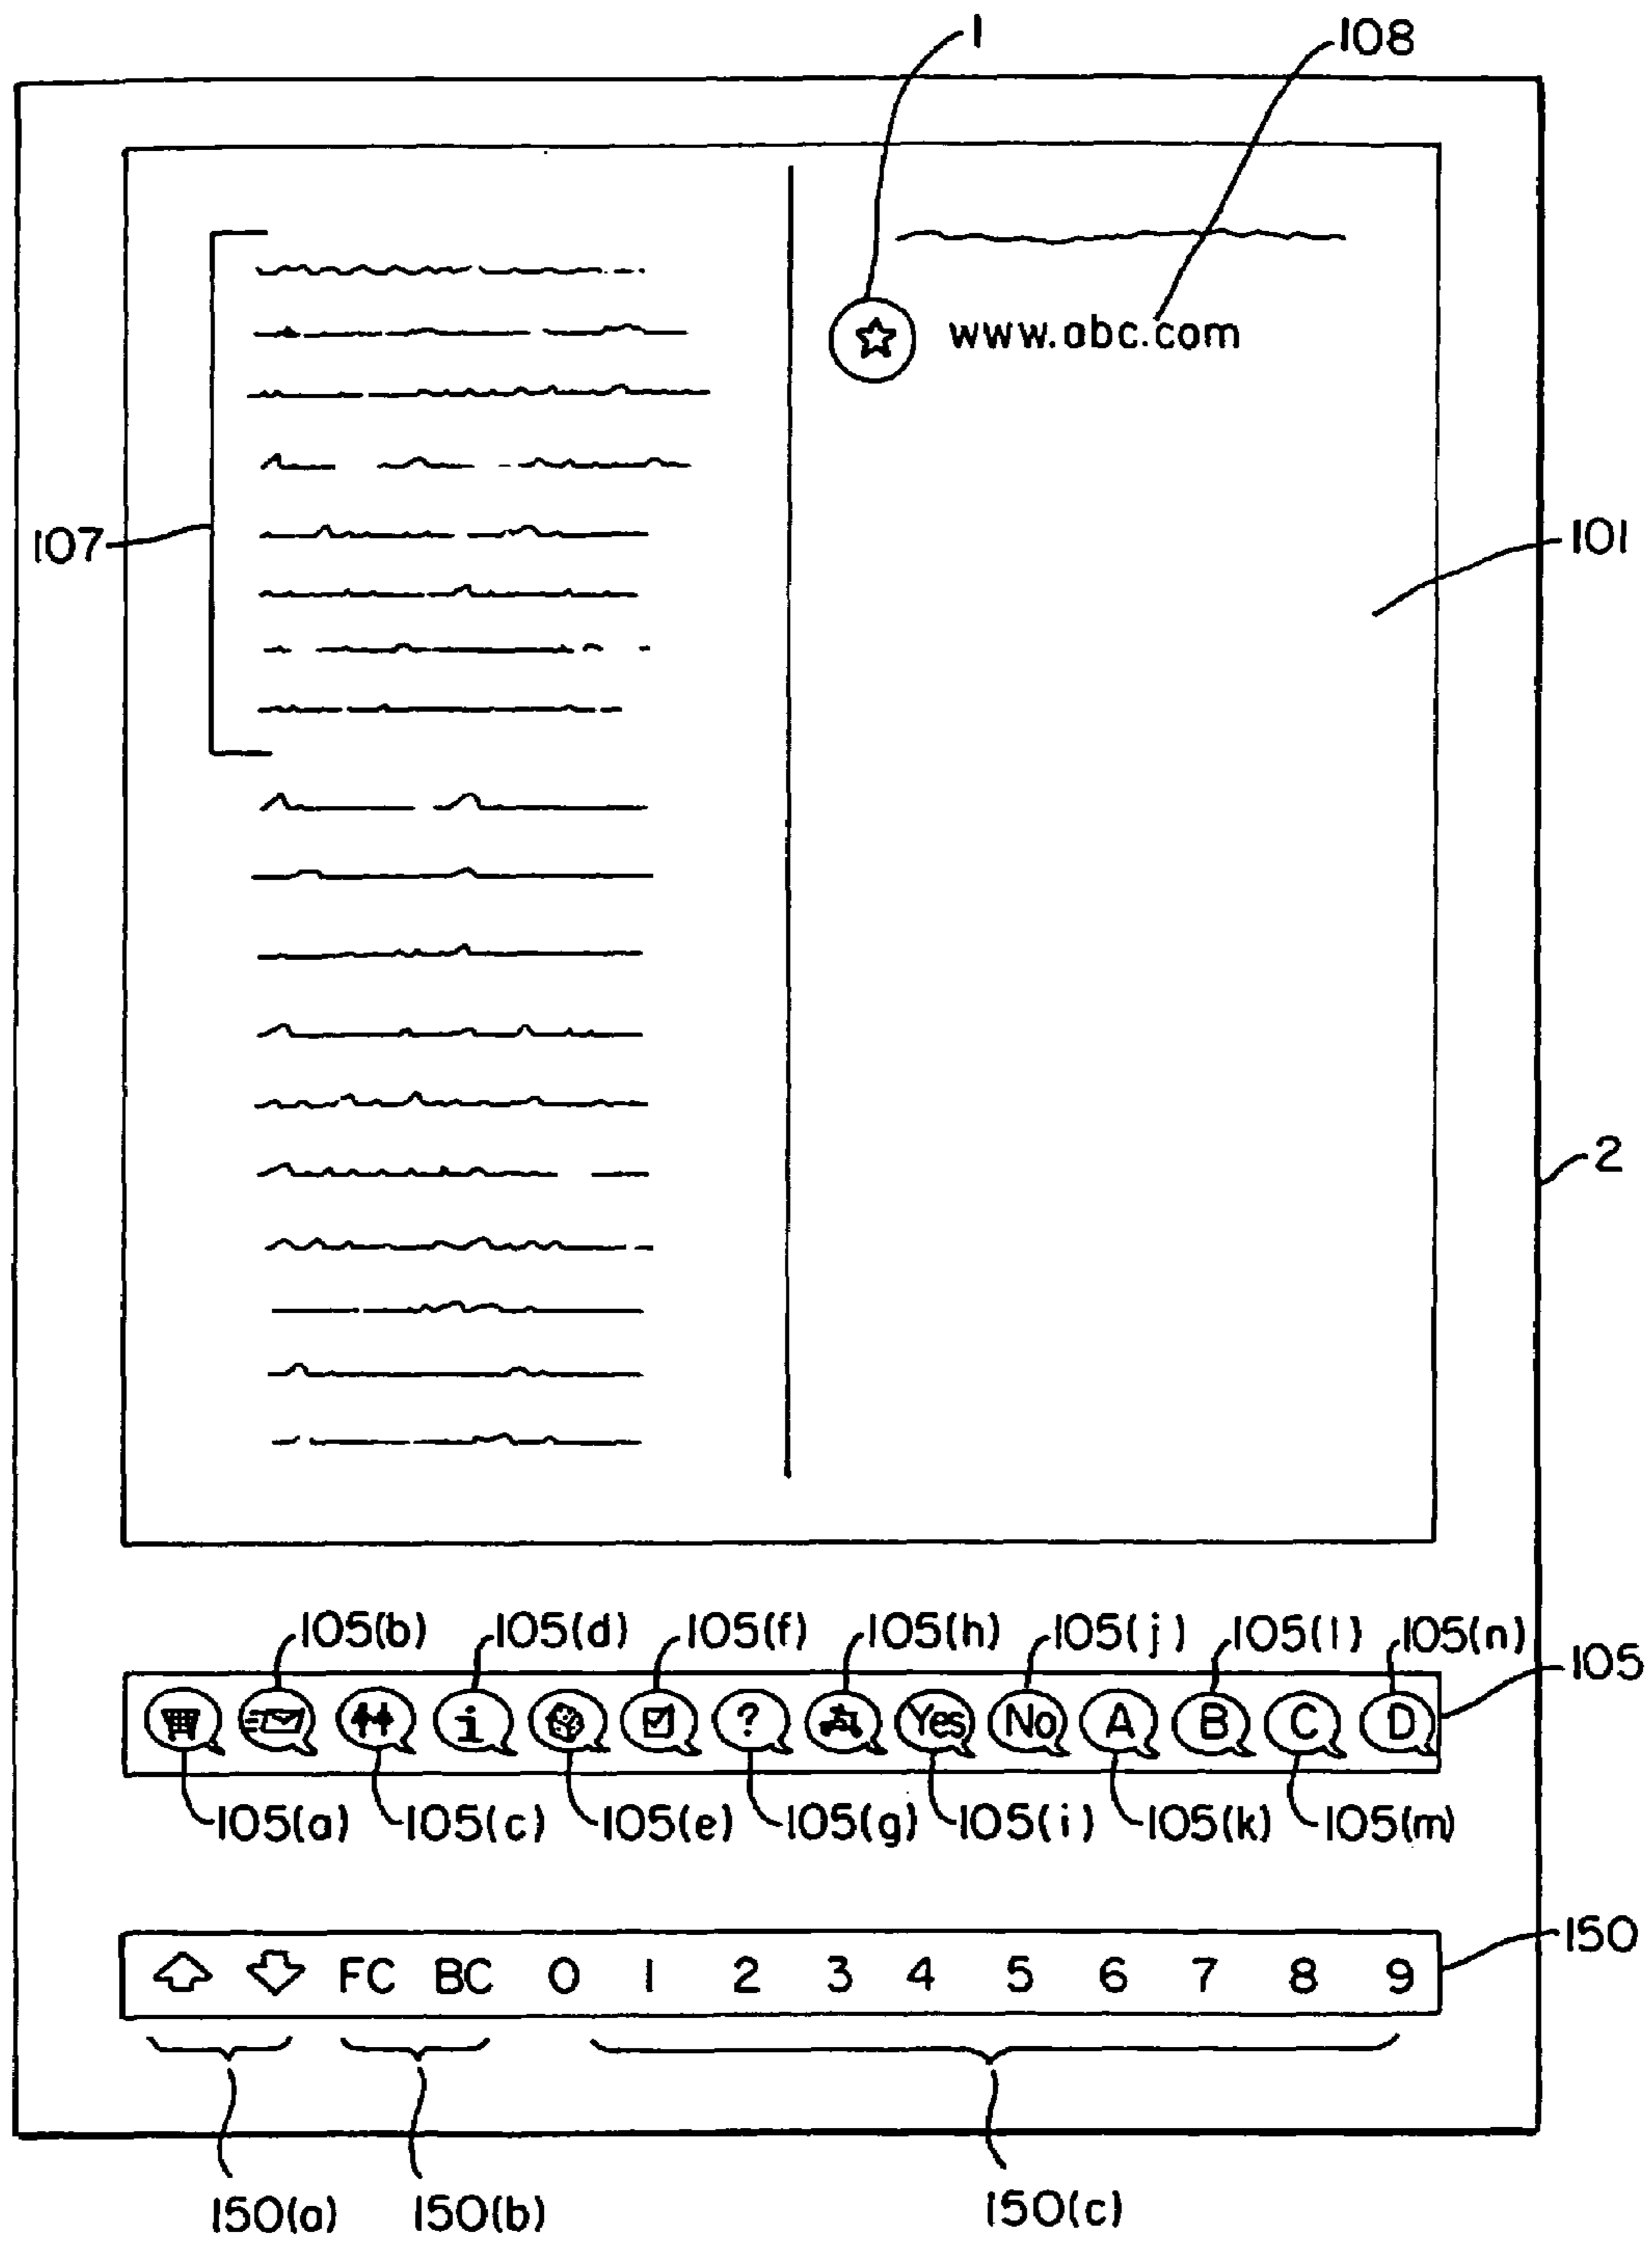 1
108
www.abc.com
107
101
2
105(b) 105(d) 105(f) 105(h) 105(j) 105(l) 105(n)
105
i ? Yes No A B C D
105(a) 105(c) 105(e) 105(g) 105(i) 105(k) 105(m)
150
FC BC 0 1 2 3 4 5 6 7 8 9
150(a) 150(b) 150(c)